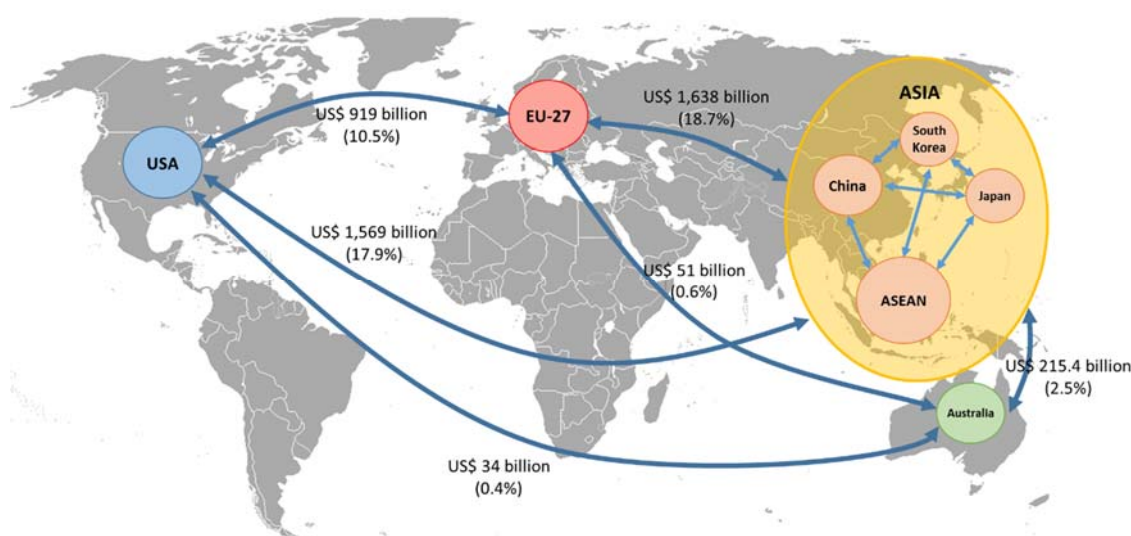 US$ 919 billion
(10.5%)
EU-27
US$ 1,638 billion
(18.7%)
ASIA
USA
South
Korea
China
Japan
US$ 1,569 billion
(17.9%)
US$ 51 billion
(0.6%)
ASEAN
US$ 215.4 billion
(2.5%)
Australia
US$ 34 billion
(0.4%)